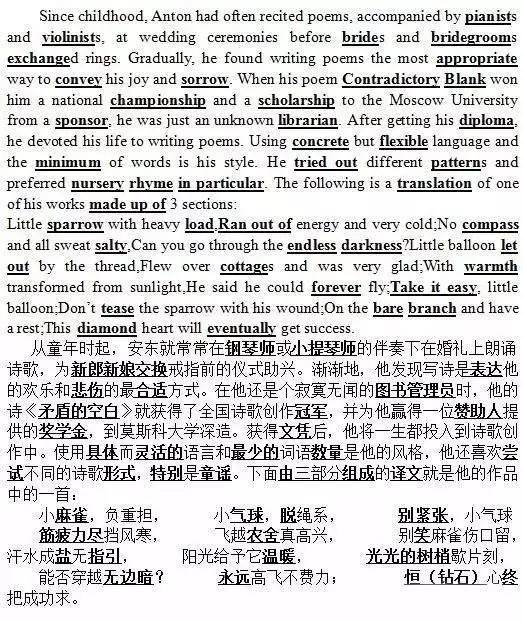 Since childhood, Anton had often recited poems, accompanied by pianists
and violinists, at wedding ceremonies before brides and bridegrooms
exchanged rings. Gradually, he found writing poems the most appropriate
way to convey his joy and sorrow. When his poem Contradictory Blank won
him a national championship and a scholarship to the Moscow University
from a sponsor, he was just an unknown librarian. After getting his diploma,
he devoted his life to writing poems. Using concrete but flexible language and
the minimum of words is his style. He tried out different patterns and
preferred nursery rhyme in particular. The following is a translation of one
of his works made up of 3 sections:
Little sparrow with heavy load,Ran out of energy and very cold;No compass
and all sweat salty,Can you go through the endless darkness?Little balloon let
out by the thread,Flew over cottages and was very glad;With warmth
transformed from sunlight,He said he could forever fly;Take it easy, little
balloon;Don't tease the sparrow with his wound;On the bare branch and have
a rest;This diamond heart will eventually get success.
从童年时起，安东就常常在钢琴师或小提琴师的伴奏下在婚礼上朗诵
诗歌，为新郎新娘交换戒指前的仪式助兴。渐渐地，他发现写诗是表达他
的欢乐和悲伤的最合适方式。在他还是个寂寞无闻的图书管理员时，他的
诗《矛盾的空白》就获得了全国诗歌创作冠军，并为他赢得一位赞助人提
供的奖学金，到莫斯科大学深造。获得文凭后，他将一生都投入到诗歌创
作中。使用具体而灵活的语言和最少的词语数量是他的风格，他还喜欢尝
试不同的诗歌形式，特别是童谣。下面由三部分组成的译文就是他的作品
中的一首：
小麻雀，负重担， 小气球，脱绳系， 别紧张，小气球
筋疲力尽挡风寒， 飞越农舍真高兴， 别笑麻雀伤口留，
汗水成盐无指引， 阳光给予它温暖， 光光的树梢歇片刻，
能否穿越无边暗？ 永远高飞不费力； 恒（钻石）心终
把成功求。